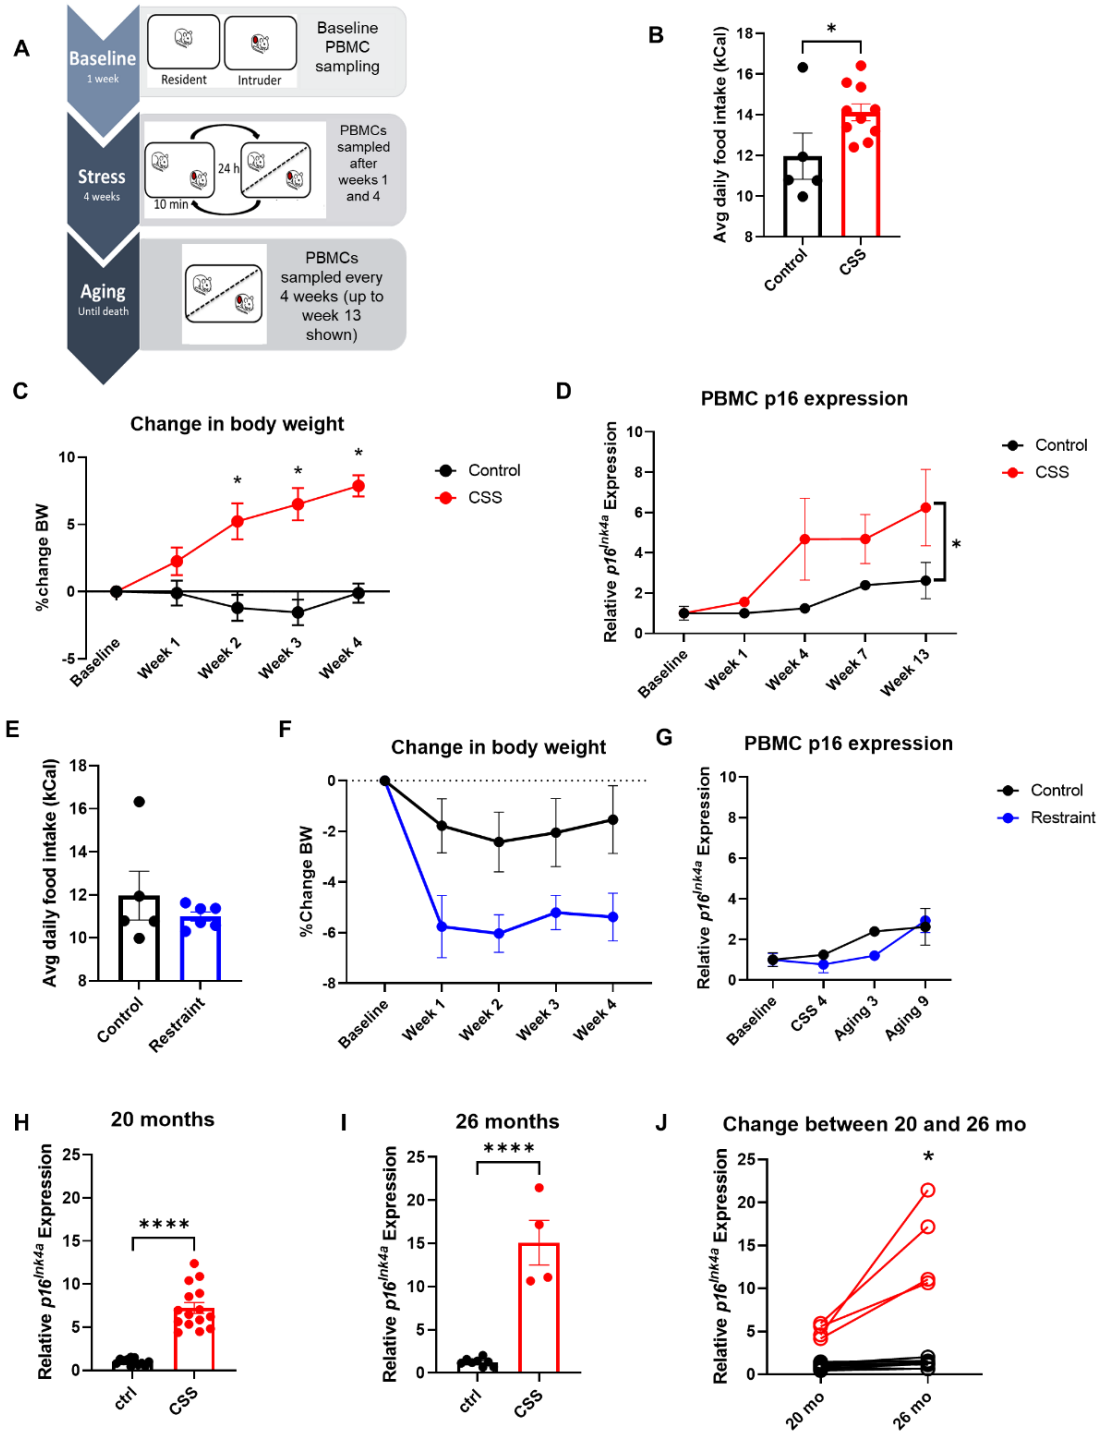 A
Baseline
1 week
Resident
Intruder
Baseline
PBMC
sampling
Stress
4 weeks
10 min
24 h
PBMCs
sampled
after
weeks 1
and 4
Aging
Until death
PBMCs
sampled every
4 weeks (up to
week 13
shown)
B
Avg daily food intake (kCal)
18
16
14
12
10
8
*
Control
CSS
C
Change in body weight
%change BW
10
5
0
-5
*
*
*
Baseline
Week 1
Week 2
Week 3
Week 4
Control
CSS
D
PBMC p16 expression
Relative p16Ink4a Expression
10
8
6
4
2
0
*
Baseline
Week 1
Week 4
Week 7
Week 13
Control
CSS
E
Avg daily food intake (kCal)
18
16
14
12
10
8
Control
Restraint
F
Change in body weight
%Change BW
0
-2
-4
-6
-8
Baseline
Week 1
Week 2
Week 3
Week 4
G
PBMC p16 expression
Relative p16Ink4a Expression
10
8
6
4
2
0
Baseline
CSS 4
Aging 3
Aging 9
Control
Restraint
H
20 months
Relative p16Ink4a Expression
25
20
15
10
5
0
****
ctrl
CSS
I
26 months
Relative p16Ink4a Expression
25
20
15
10
5
0
****
ctrl
CSS
J
Change between 20 and 26 mo
Relative p16Ink4a Expression
25
20
15
10
5
0
*
20 mo
26 mo